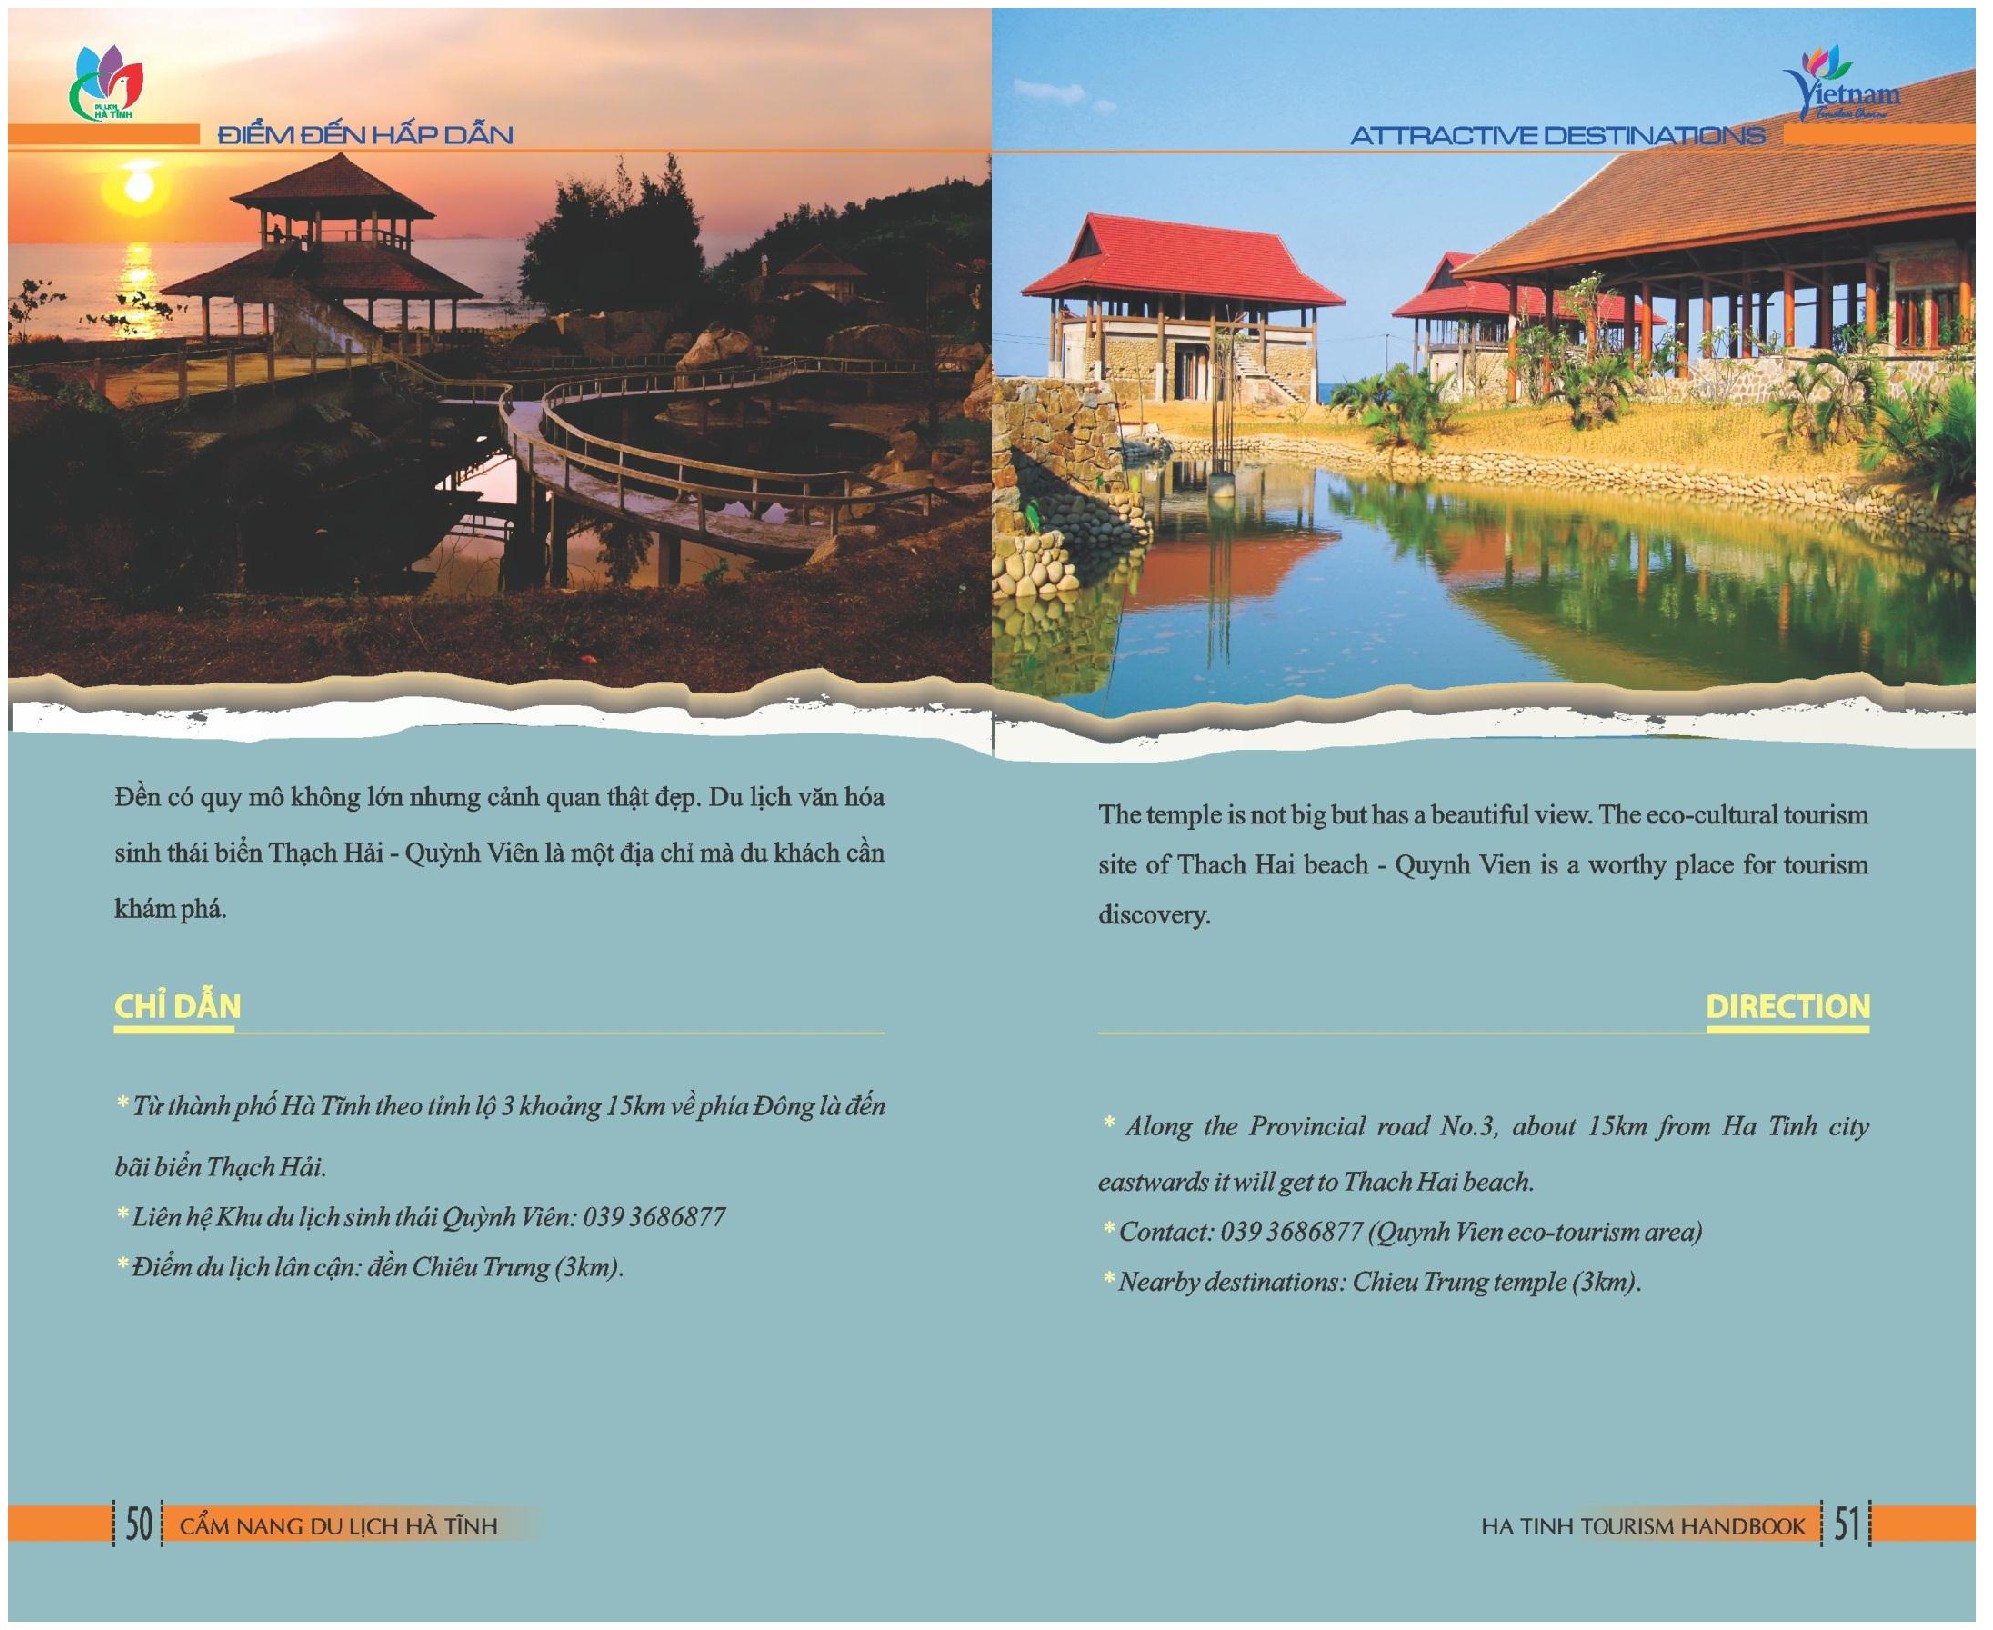 DU LỊCH
HÀ TĨNH
ĐIỂM ĐẾN HẤP DẪN
Đền có quy mô không lớn nhưng cảnh quan thật đẹp. Du lịch văn hóa
sinh thái biển Thạch Hải - Quỳnh Viên là một địa chỉ mà du khách cần
khám phá.
CHỈ DẪN
* Từ thành phố Hà Tĩnh theo tỉnh lộ 3 khoảng 15km về phía Đông là đến
bãi biển Thạch Hải.
* Liên hệ Khu du lịch sinh thái Quỳnh Viên: 039 3686877
* Điểm du lịch lân cận: đền Chiêu Trưng (3km).
50 CẨM NANG DU LỊCH HÀ TĨNH
Vietnam
Timeless Charm
ATTRACTIVE DESTINATIONS
The temple is not big but has a beautiful view. The eco-cultural tourism
site of Thach Hai beach - Quynh Vien is a worthy place for tourism
discovery.
DIRECTION
* Along the Provincial road No.3, about 15km from Ha Tinh city
eastwards it will get to Thach Hai beach.
* Contact: 039 3686877 (Quynh Vien eco-tourism area)
* Nearby destinations: Chieu Trung temple (3km).
HA TINH TOURISM HANDBOOK 51